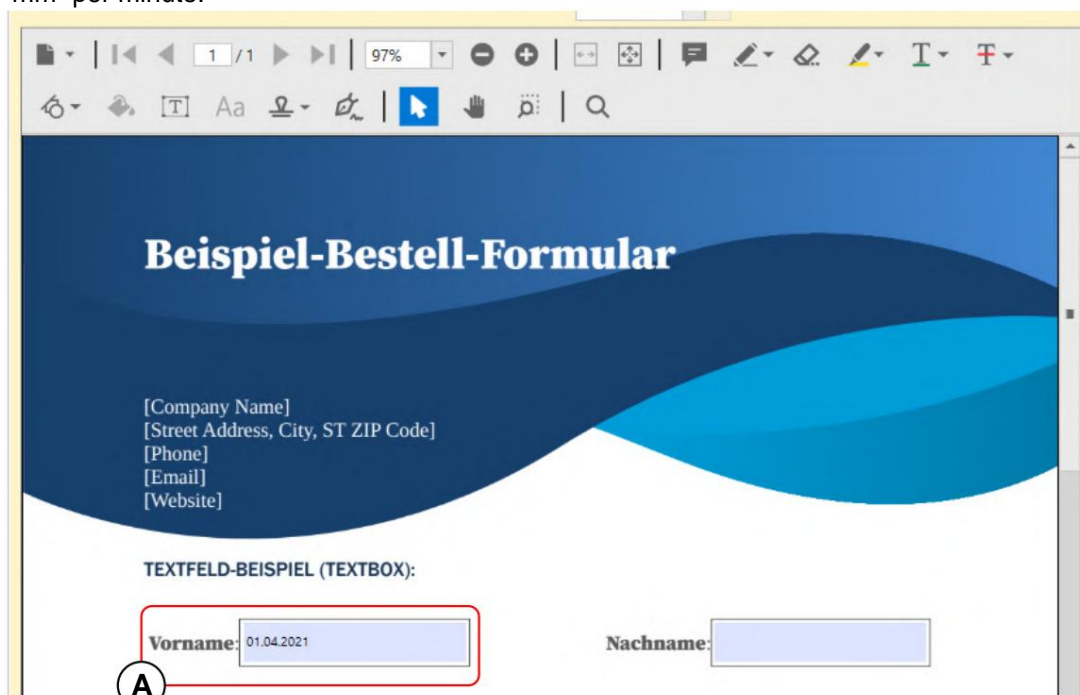 mm² per minute.
1 / 1
97%
T
T
T
Aa
Beispiel-Bestell-Formular
[Company Name]
[Street Address, City, ST ZIP Code]
[Phone]
[Email]
[Website]
TEXTFELD-BEISPIEL (TEXTBOX):
Vorname: 01.04.2021 Nachname:
A